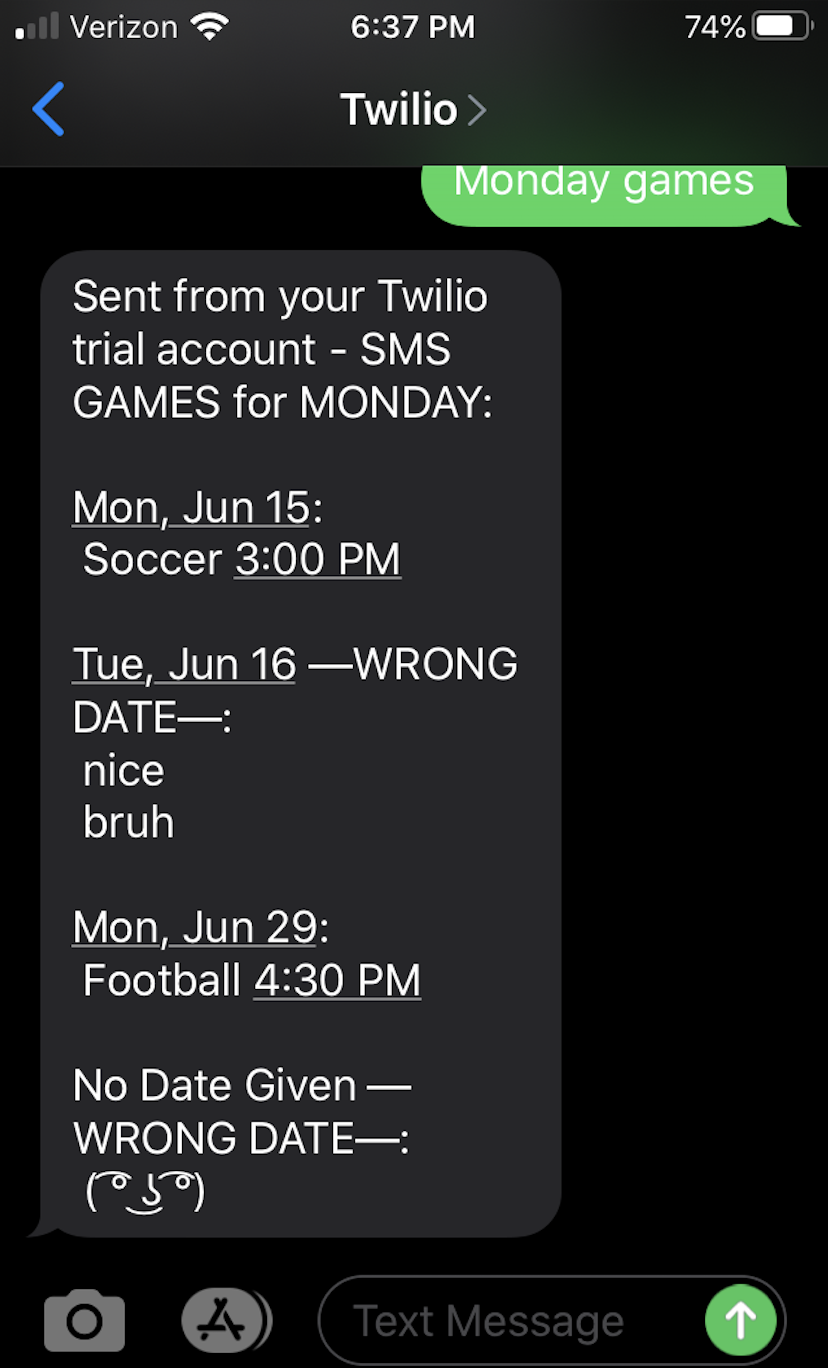 Verizon 6:37 PM 74%
Twilio
Monday games
Sent from your Twilio
trial account - SMS
GAMES for MONDAY:
Mon, Jun 15:
Soccer 3:00 PM
Tue, Jun 16 —WRONG
DATE—:
nice
bruh
Mon, Jun 29:
Football 4:30 PM
No Date Given —
WRONG DATE—:
( ͡° ͜ʖ ͡°)
Text Message